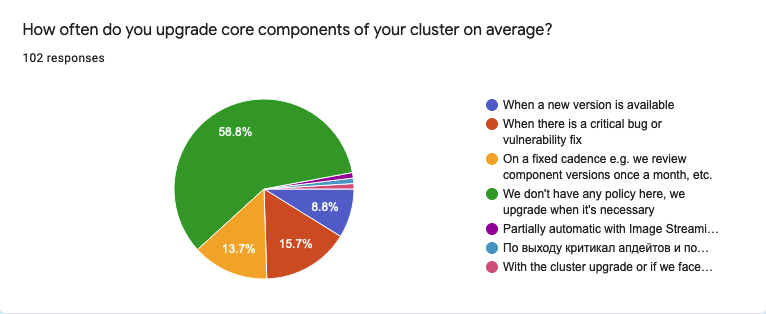 How often do you upgrade core components of your cluster on average?
102 responses
58.8%
8.8%
15.7%
13.7%
When a new version is available
When there is a critical bug or
vulnerability fix
On a fixed cadence e.g. we review
component versions once a month, etc.
We don't have any policy here, we
upgrade when it's necessary
Partially automatic with Image Streami…
По выходу критикал апдейтов и по…
With the cluster upgrade or if we face…